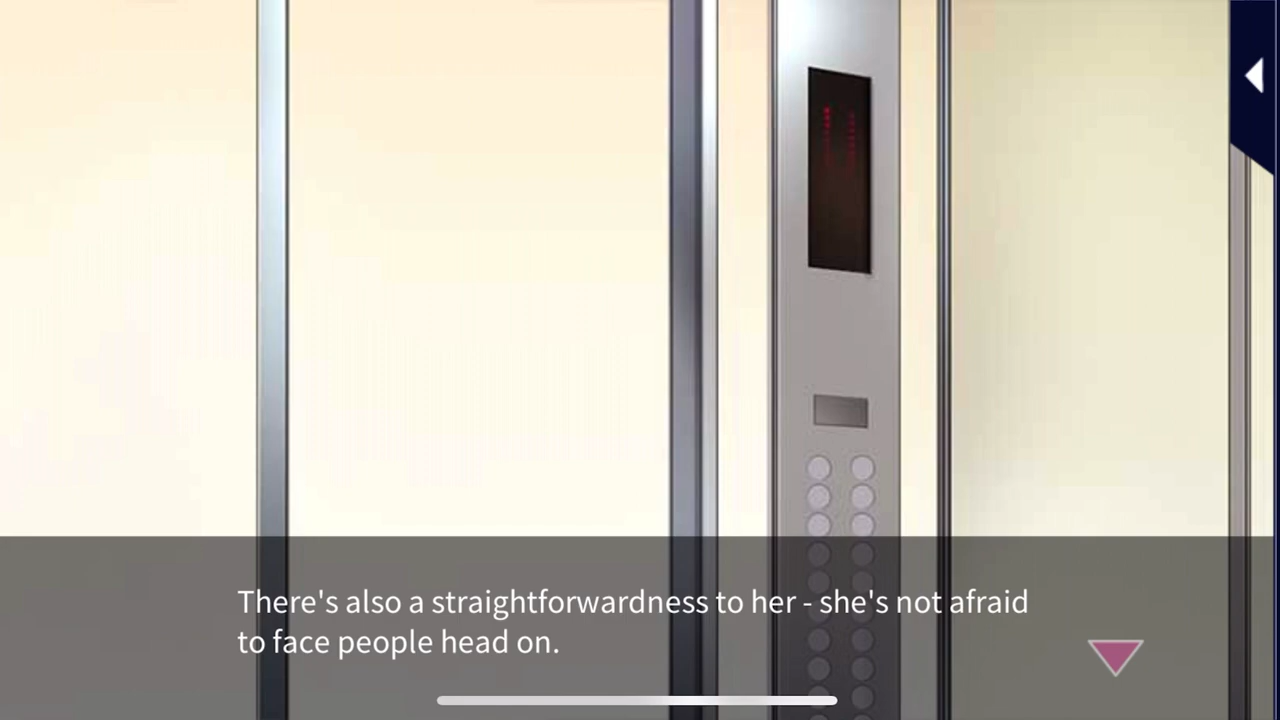 There's also a straightforwardness to her - she's not afraid
to face people head on.